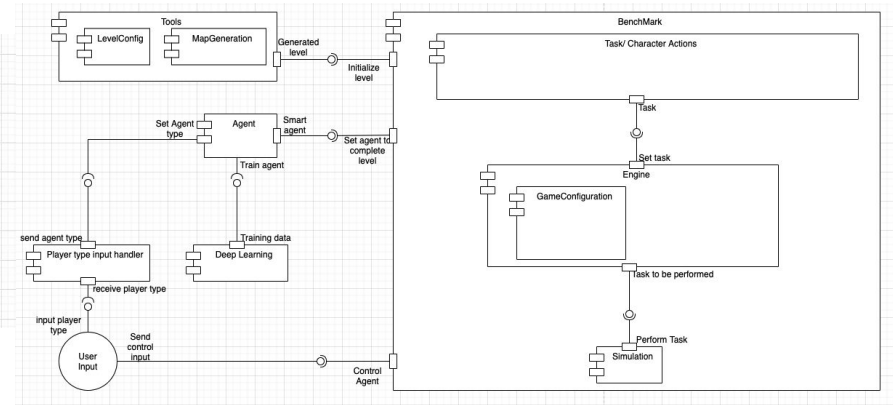 Tools
LevelConfig
MapGeneration
Generated
level
Initialize
level
BenchMark
Task/ Character Actions
Task
Set task
Engine
GameConfiguration
Task to be performed
Perform Task
Simulation
Set Agent
type
Agent
Smart
agent
Set agent to
complete
level
Train agent
send agent type
Player type input handler
receive player type
Training data
Deep Learning
input player
type
User
Input
Send
control
input
Control
Agent